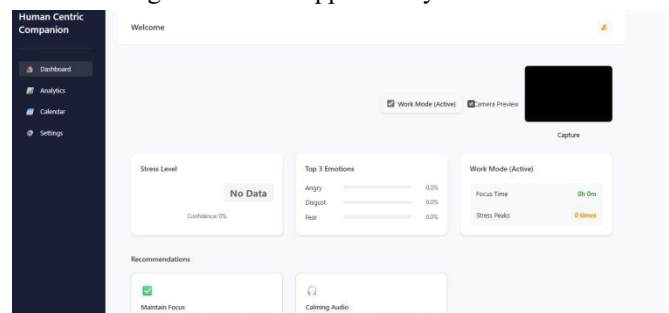 Human Centric
Companion
Welcome
Dashboard
Analytics
Calendar
Settings
Work Mode (Active)
Camera Preview
Capture
Stress Level
No Data
Confidence: 0%
Top 3 Emotions
Angry 0.0%
Disgust 0.0%
Fear 0.0%
Work Mode (Active)
Focus Time 0h 0m
Stress Peaks 0 times
Recommendations
Maintain Focus
Calming Audio